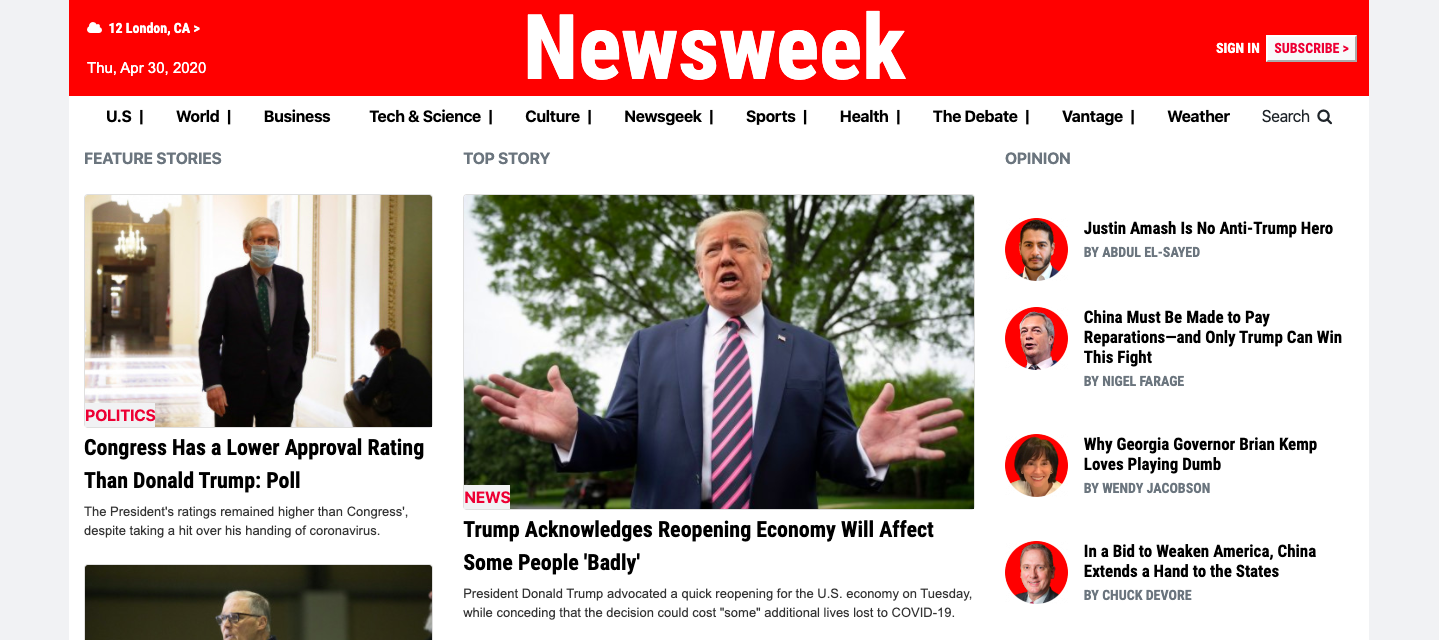 12 London, CA >
Thu, Apr 30, 2020
Newsweek
SIGN IN SUBSCRIBE >
U.S | World | Business Tech & Science | Culture | Newsgeek | Sports | Health | The Debate | Vantage | Weather Search
FEATURE STORIES
POLITICS
Congress Has a Lower Approval Rating
Than Donald Trump: Poll
The President's ratings remained higher than Congress',
despite taking a hit over his handing of coronavirus.
TOP STORY
NEWS
Trump Acknowledges Reopening Economy Will Affect
Some People 'Badly'
President Donald Trump advocated a quick reopening for the U.S. economy on Tuesday,
while conceding that the decision could cost "some" additional lives lost to COVID-19.
OPINION
Justin Amash Is No Anti-Trump Hero
BY ABDUL EL-SAYED
China Must Be Made to Pay
Reparations—and Only Trump Can Win
This Fight
BY NIGEL FARAGE
Why Georgia Governor Brian Kemp
Loves Playing Dumb
BY WENDY JACOBSON
In a Bid to Weaken America, China
Extends a Hand to the States
BY CHUCK DEVORE